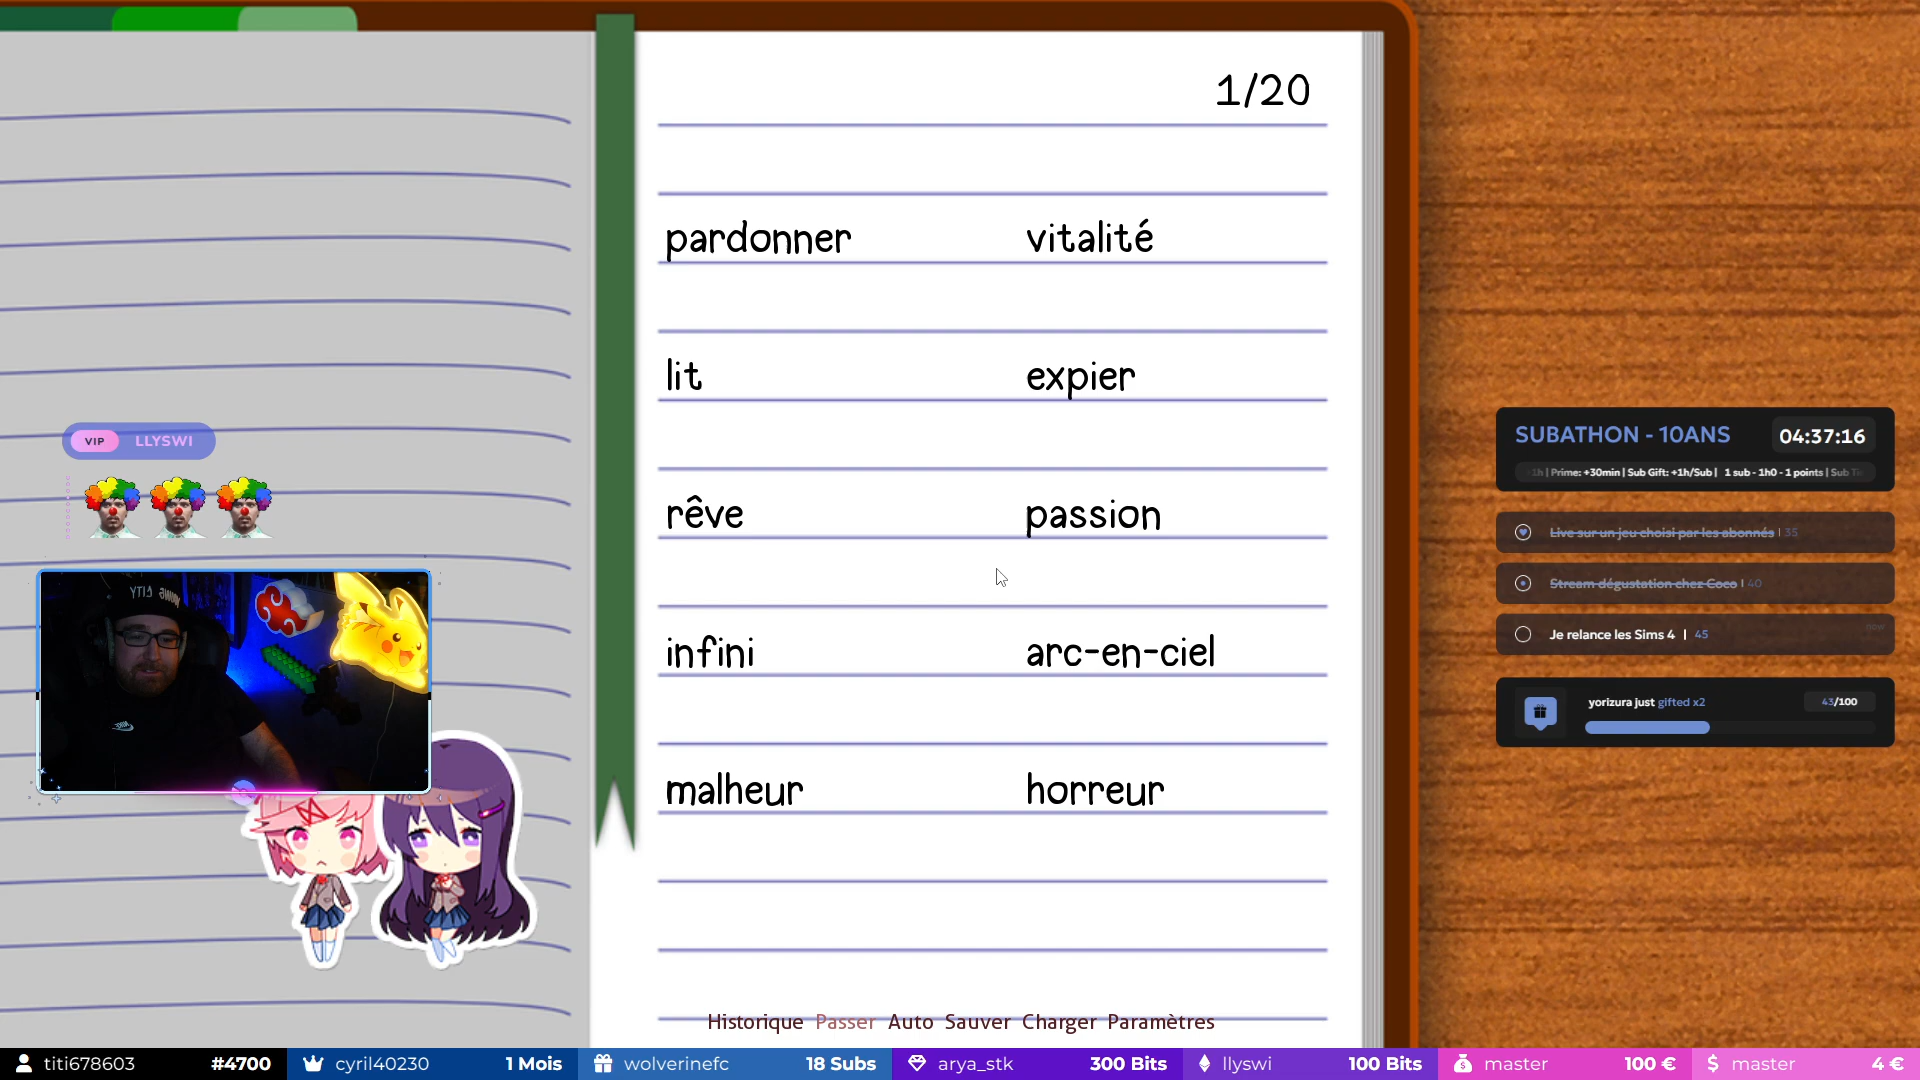 1/20
pardonner vitalité
lit expier
rêve passion
infini arc-en-ciel
malheur horreur
Historique Passer Auto Sauver Charger Paramètres
VIP LLYSWI
SUBATHON - 10ANS 04:37:16
1h | Prime: +30min | Sub Gift: +1h/Sub | 1 sub - 1h0 - 1 points | Sub
Live sur un jeu choisi par les abonnés | 35
Stream dégustation chez Coco | 40
Je relance les Sims 4 | 45
now
yorizura just gifted x2 43/100
titi678603 #4700 cyril40230 1 Mois wolverinefc 18 Subs arya_stk 300 Bits llyswi 100 Bits master 100 € $ master 4 €